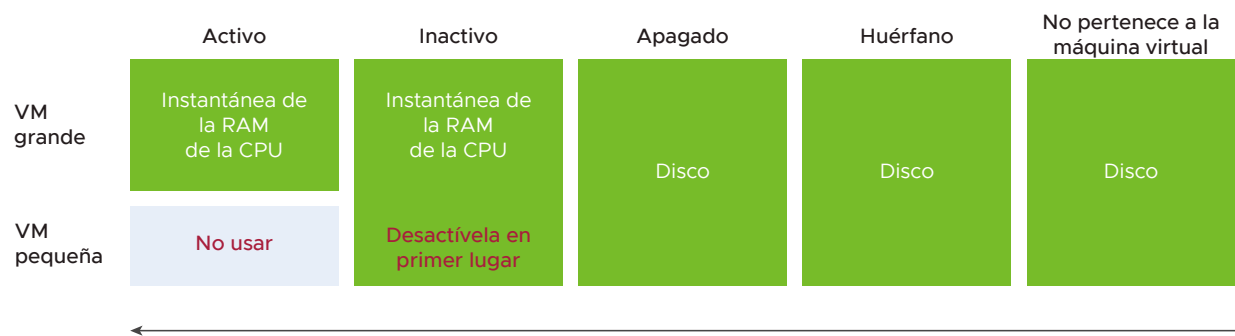 Activo
Inactivo
Apagado
Huérfano
No pertenece a la
máquina virtual
VM
grande
Instantánea de
la RAM
de la CPU
Instantánea de
la RAM
de la CPU
Disco
Disco
Disco
VM
pequeña
No usar
Desactívela en
primer lugar